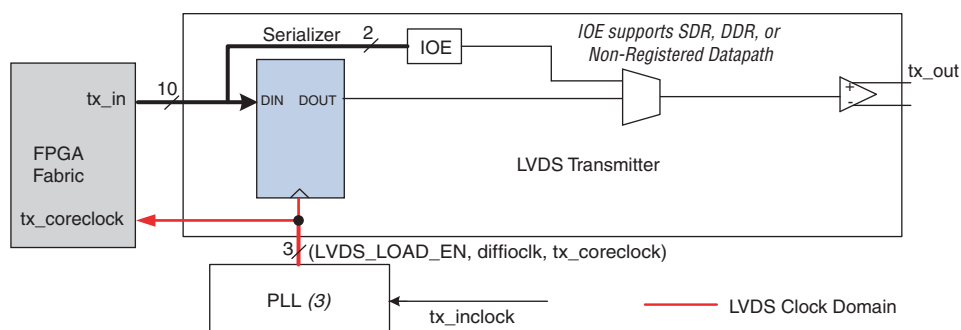 Serializer
2
IOE
IOE supports SDR, DDR, or
Non-Registered Datapath
tx_out
tx_in
10
DIN
DOUT
+
-
FPGA
Fabric
LVDS Transmitter
tx_coreclock
3
(LVDS_LOAD_EN, diffioclk, tx_coreclock)
PLL (3)
tx_inclock
LVDS Clock Domain